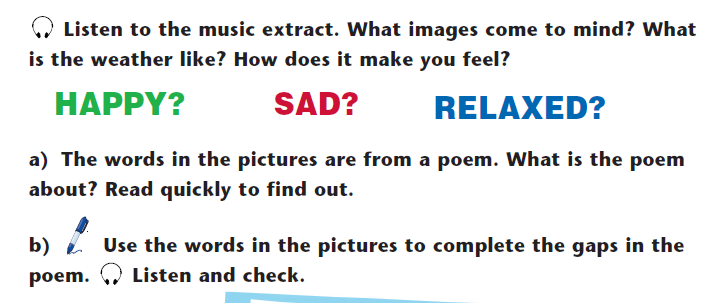 Listen to the music extract. What images come to mind? What
is the weather like? How does it make you feel?
HAPPY? SAD? RELAXED?
a) The words in the pictures are from a poem. What is the poem
about? Read quickly to find out.
b) Use the words in the pictures to complete the gaps in the
poem. Listen and check.